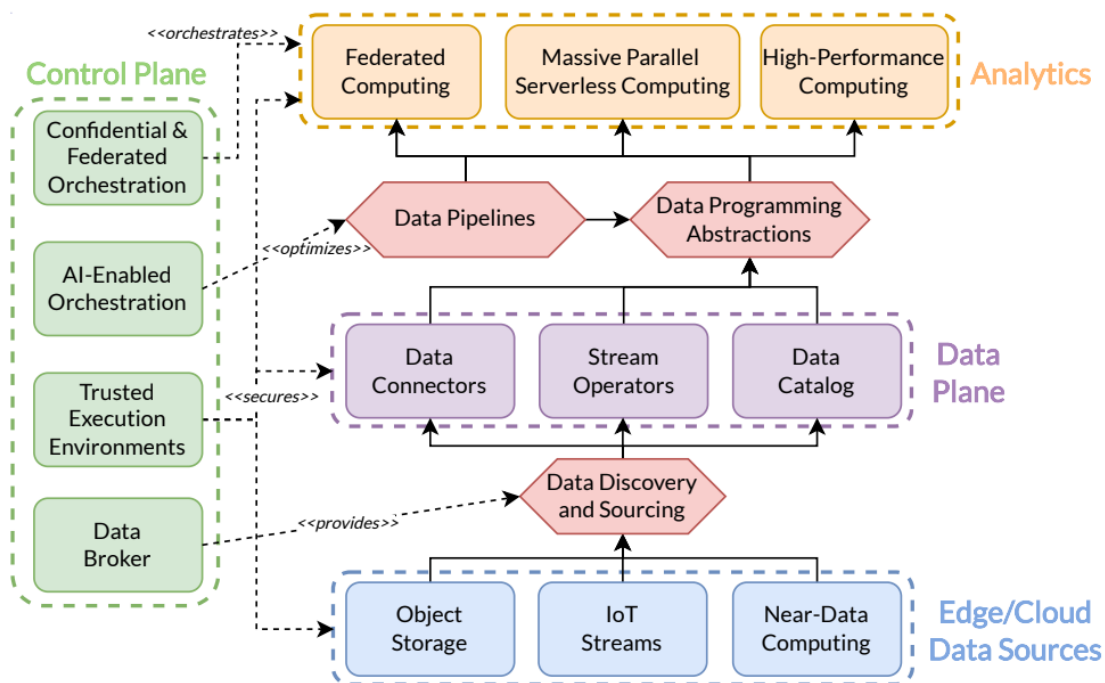 <<orchestrates>>
Control Plane
Confidential &
Federated
Orchestration
AI-Enabled
Orchestration
Trusted
Execution
Environments
Data
Broker
Federated
Computing
Massive Parallel
Serverless Computing
High-Performance
Computing
Analytics
Data Pipelines
Data Programming
Abstractions
<<optimizes>>
Data
Connectors
Stream
Operators
Data
Catalog
Data
Plane
<<secures>>
Data Discovery
and Sourcing
<<provides>>
Object
Storage
IoT
Streams
Near-Data
Computing
Edge/Cloud
Data Sources